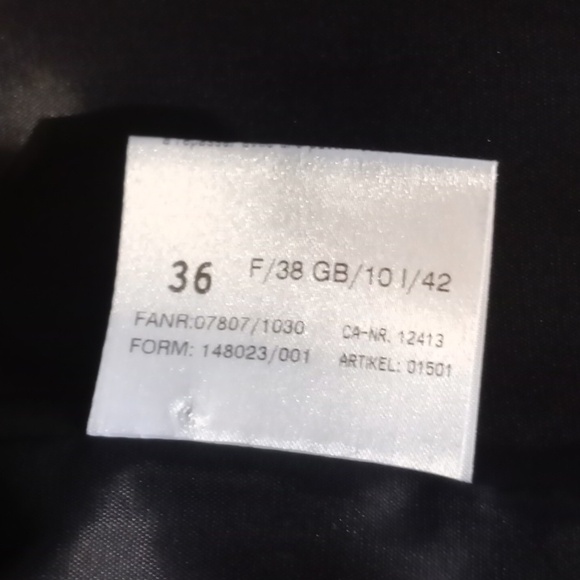 36 F/38 GB/10 I/42
FANR:07807/1030 CA-NR. 12413
FORM: 148023/001 ARTIKEL: 01501